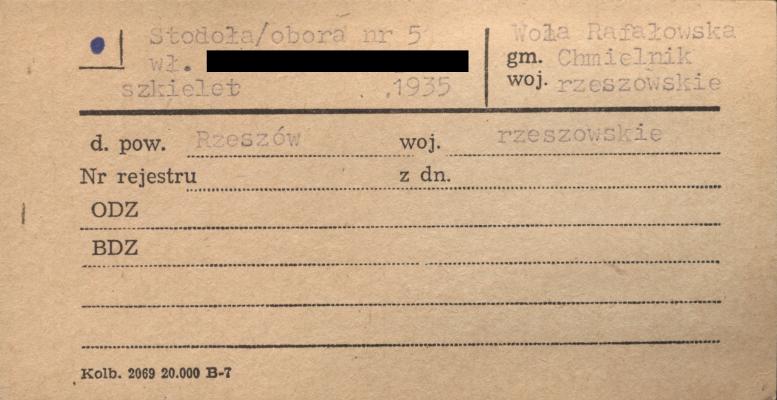 Stodoła/obora nr 5
wł.
szkielet ,1935
Woła Rafałowska
gm. Chmielnik
woj. rzeszowskie
d. pow. Rzeszów woj. rzeszowskie
Nr rejestru z dn.
ODZ
BDZ
Kolb. 2069 20.000 B-7